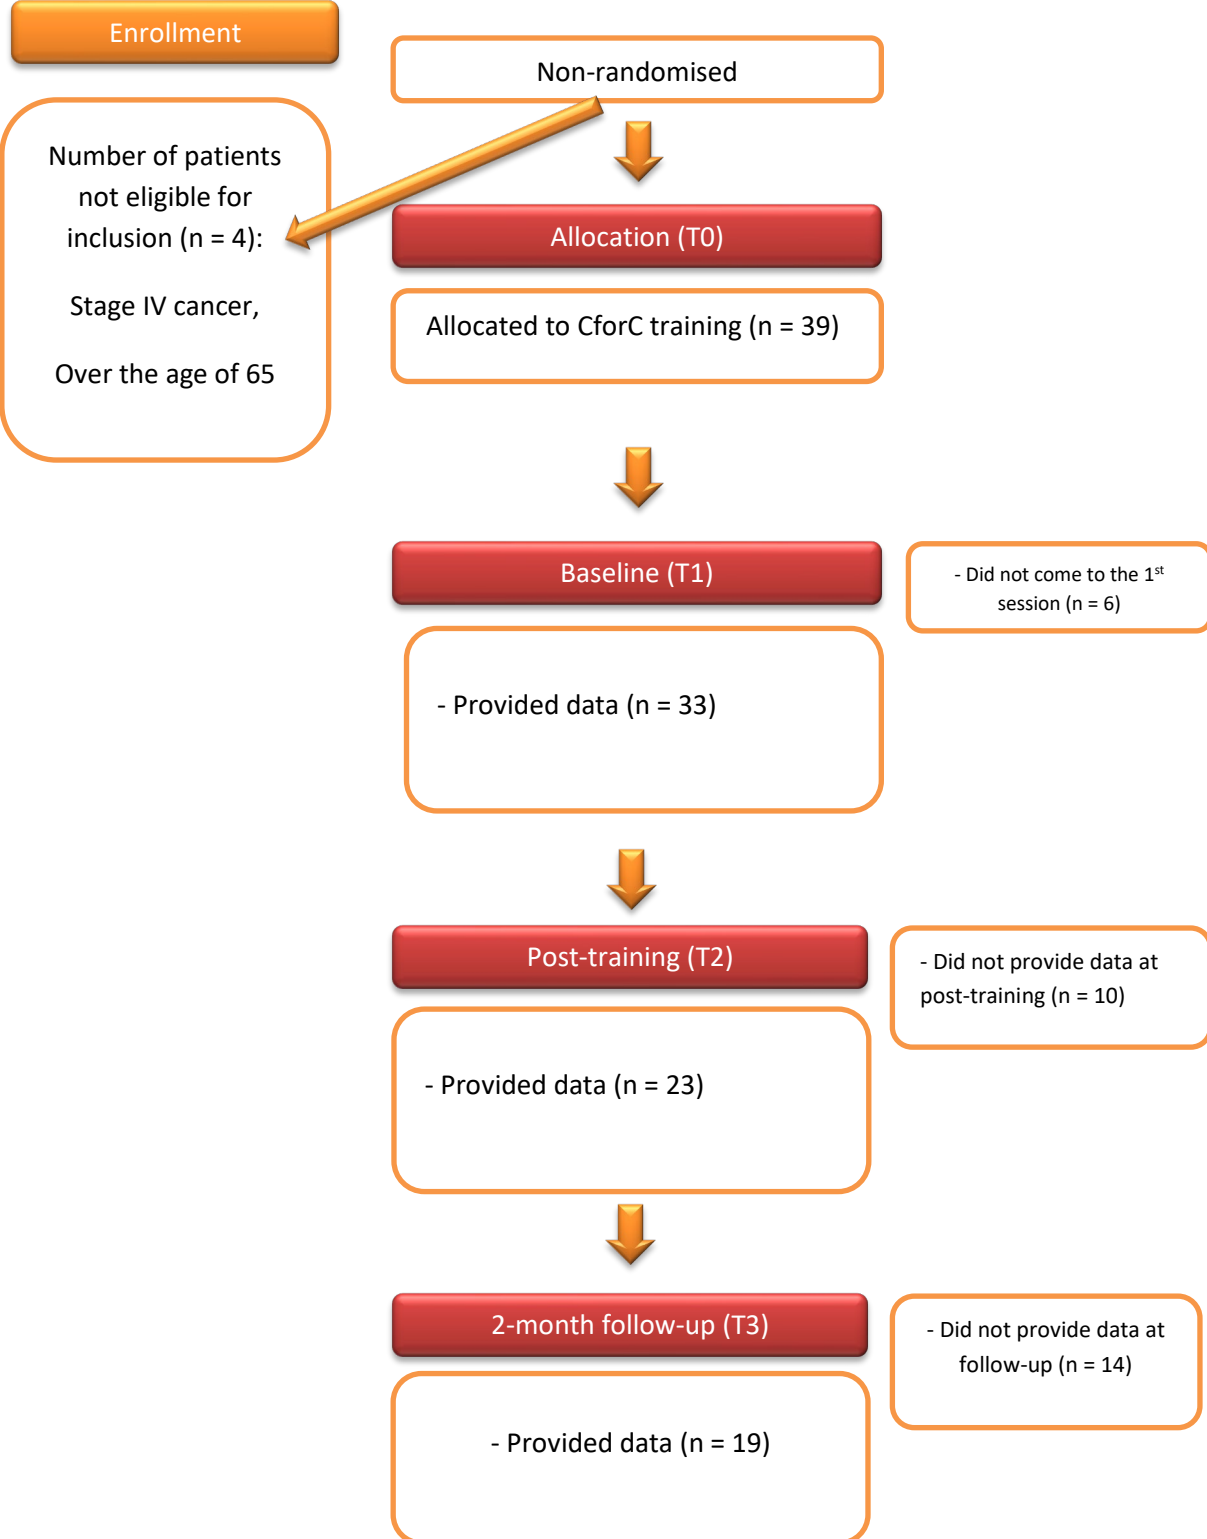 Enrollment
Non-randomised
Number of patients
not eligible for
inclusion (n = 4):
Stage IV cancer,
Over the age of 65
Allocation (T0)
Allocated to CforC training (n = 39)
Baseline (T1)
- Did not come to the 1st
session (n = 6)
- Provided data (n = 33)
Post-training (T2)
- Did not provide data at
post-training (n = 10)
- Provided data (n = 23)
2-month follow-up (T3)
- Did not provide data at
follow-up (n = 14)
- Provided data (n = 19)